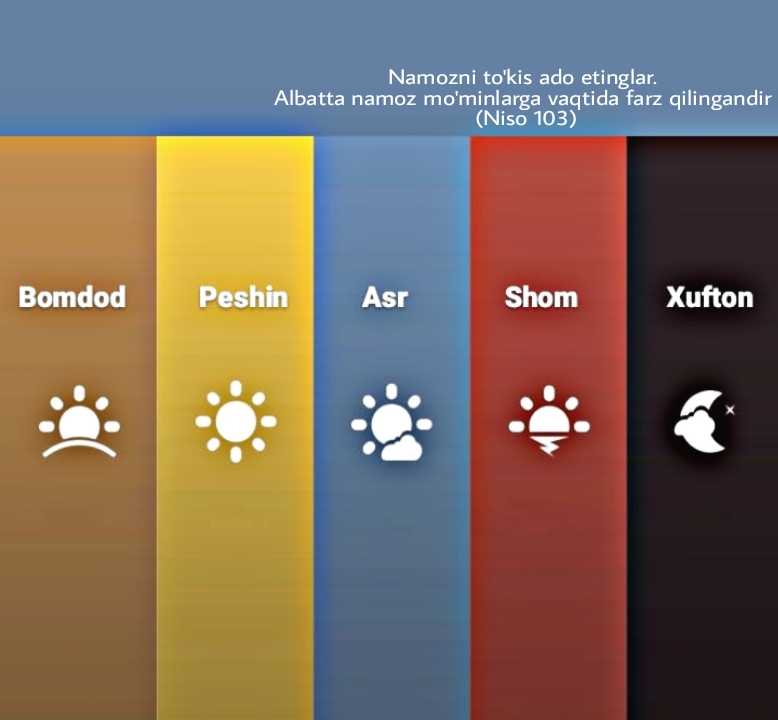 Namozni to'kis ado etinglar.
Albatta namoz mo'minlarga vaqtida farz qilingandir
(Niso 103)
Bomdod Peshin Asr Shom Xufton